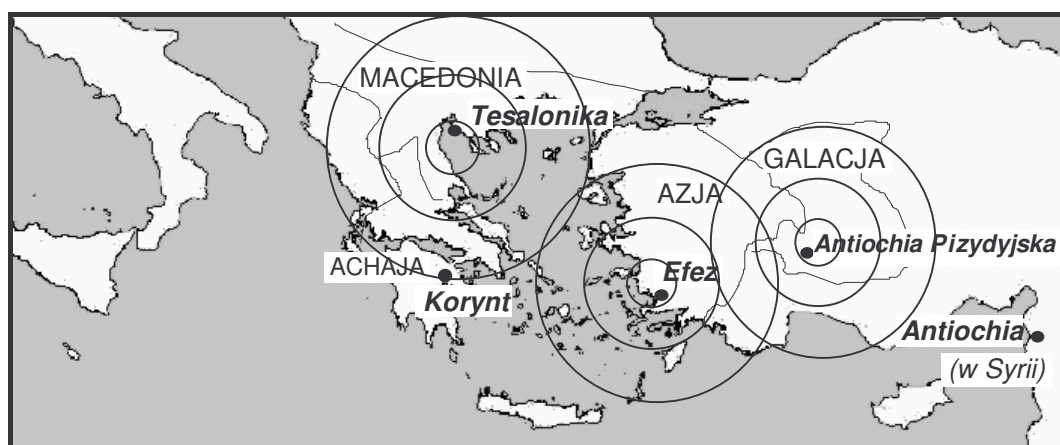 MACEDONIA
Tesalonika
GALACJA
AZJA
Antiochia Pizydyjska
ACHAJA
Efez
Korynt
Antiochia
(w Syrii)